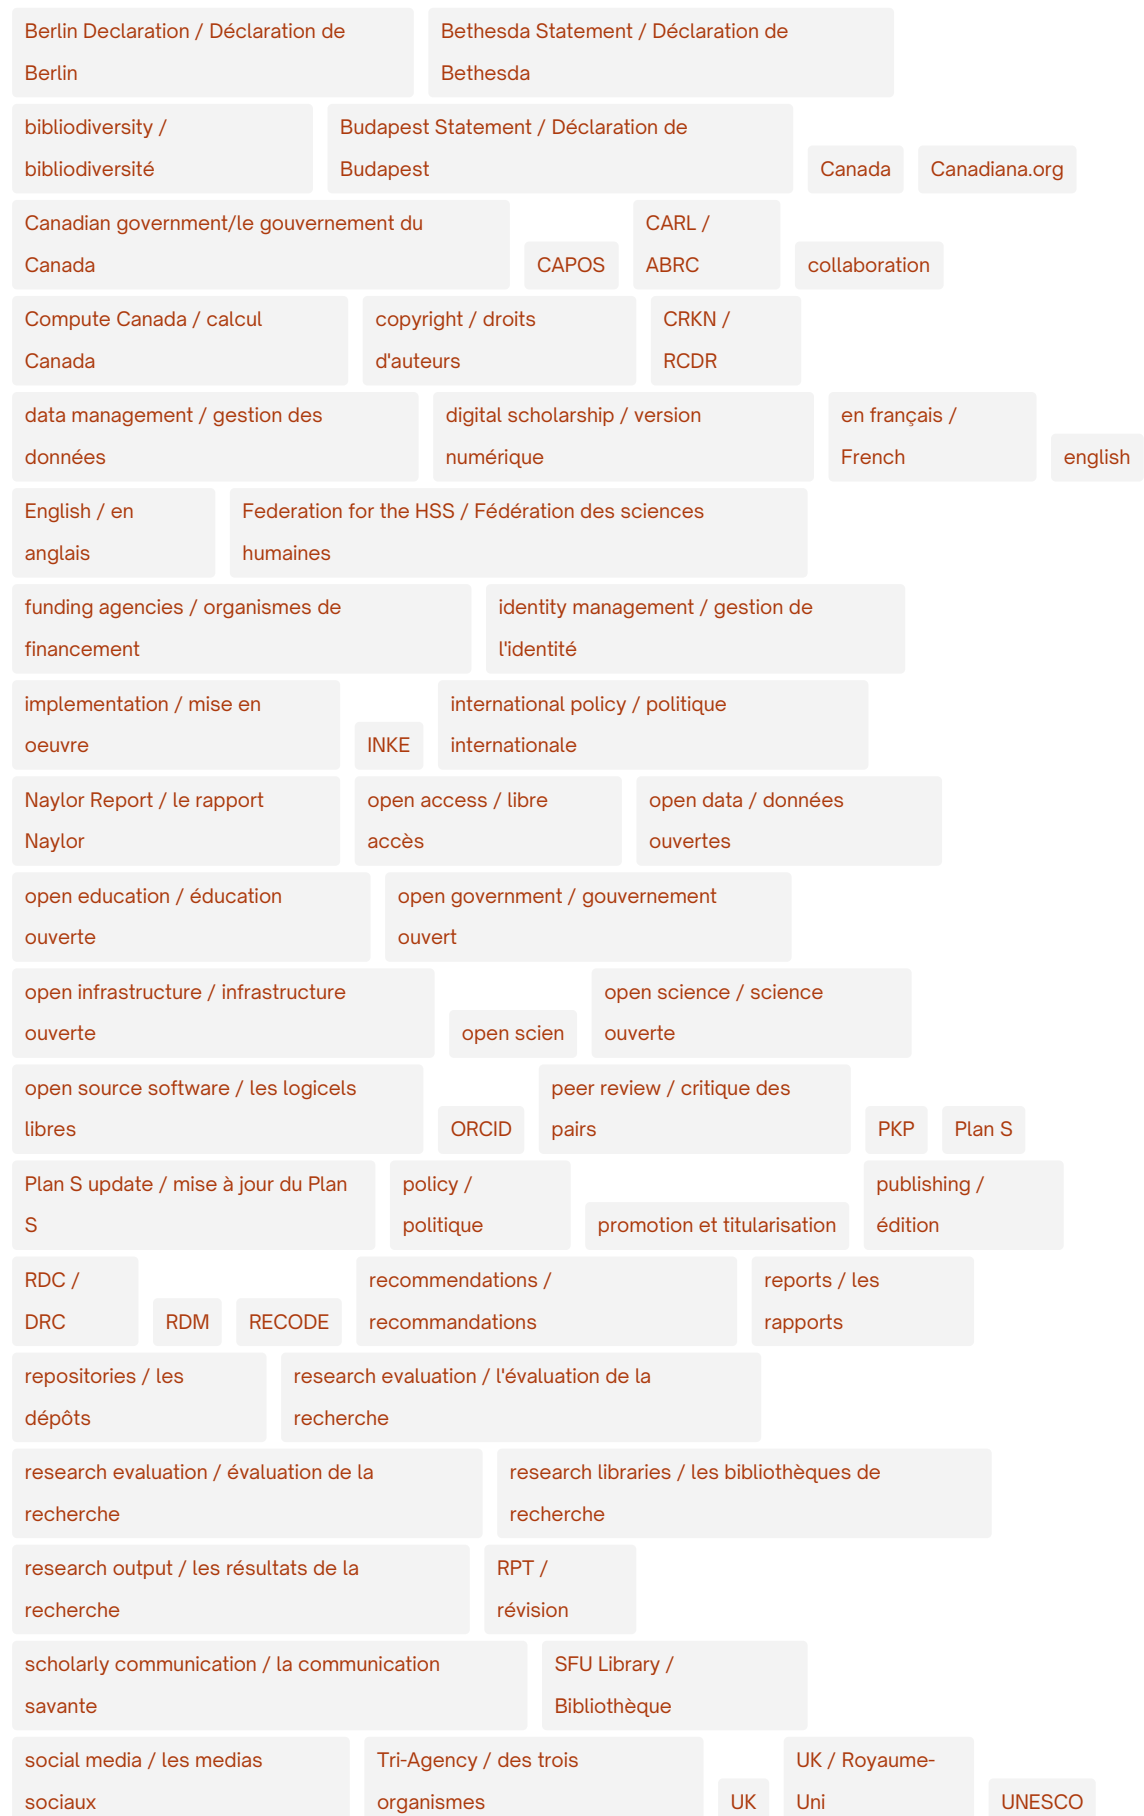 Berlin Declaration / Déclaration de
Berlin
Bethesda Statement / Déclaration de
Bethesda
bibliodiversity /
bibliodiversité
Budapest Statement / Déclaration de
Budapest
Canada
Canadiana.org
Canadian government/le gouvernement du
Canada
CAPOS
CARL /
ABRC
collaboration
Compute Canada / calcul
Canada
copyright / droits
d'auteurs
CRKN /
RCDR
data management / gestion des
données
digital scholarship / version
numérique
en français /
French
english
English / en
anglais
Federation for the HSS / Fédération des sciences
humaines
funding agencies / organismes de
financement
identity management / gestion de
l'identité
implementation / mise en
oeuvre
INKE
international policy / politique
internationale
Naylor Report / le rapport
Naylor
open access / libre
accès
open data / données
ouvertes
open education / éducation
ouverte
open government / gouvernement
ouvert
open infrastructure / infrastructure
ouverte
open scien
open science / science
ouverte
open source software / les logicels
libres
ORCID
peer review / critique des
pairs
PKP
Plan S
Plan S update / mise à jour du Plan
S
policy /
politique
promotion et titularisation
publishing /
édition
RDC /
DRC
RDM
RECODE
recommendations /
recommandations
reports / les
rapports
repositories / les
dépôts
research evaluation / l'évaluation de la
recherche
research evaluation / évaluation de la
recherche
research libraries / les bibliothèques de
recherche
research output / les résultats de la
recherche
RPT /
révision
scholarly communication / la communication
savante
SFU Library /
Bibliothèque
social media / les medias
sociaux
Tri-Agency / des trois
organismes
UK
UK / Royaume-
Uni
UNESCO